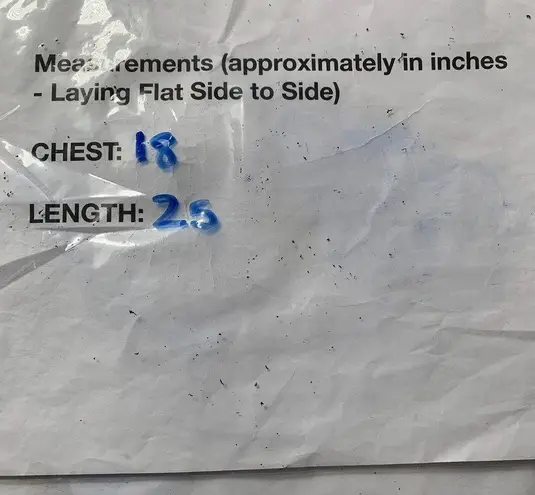 Measurements (approximately in inches
- Laying Flat Side to Side)
CHEST: 18
LENGTH: 25